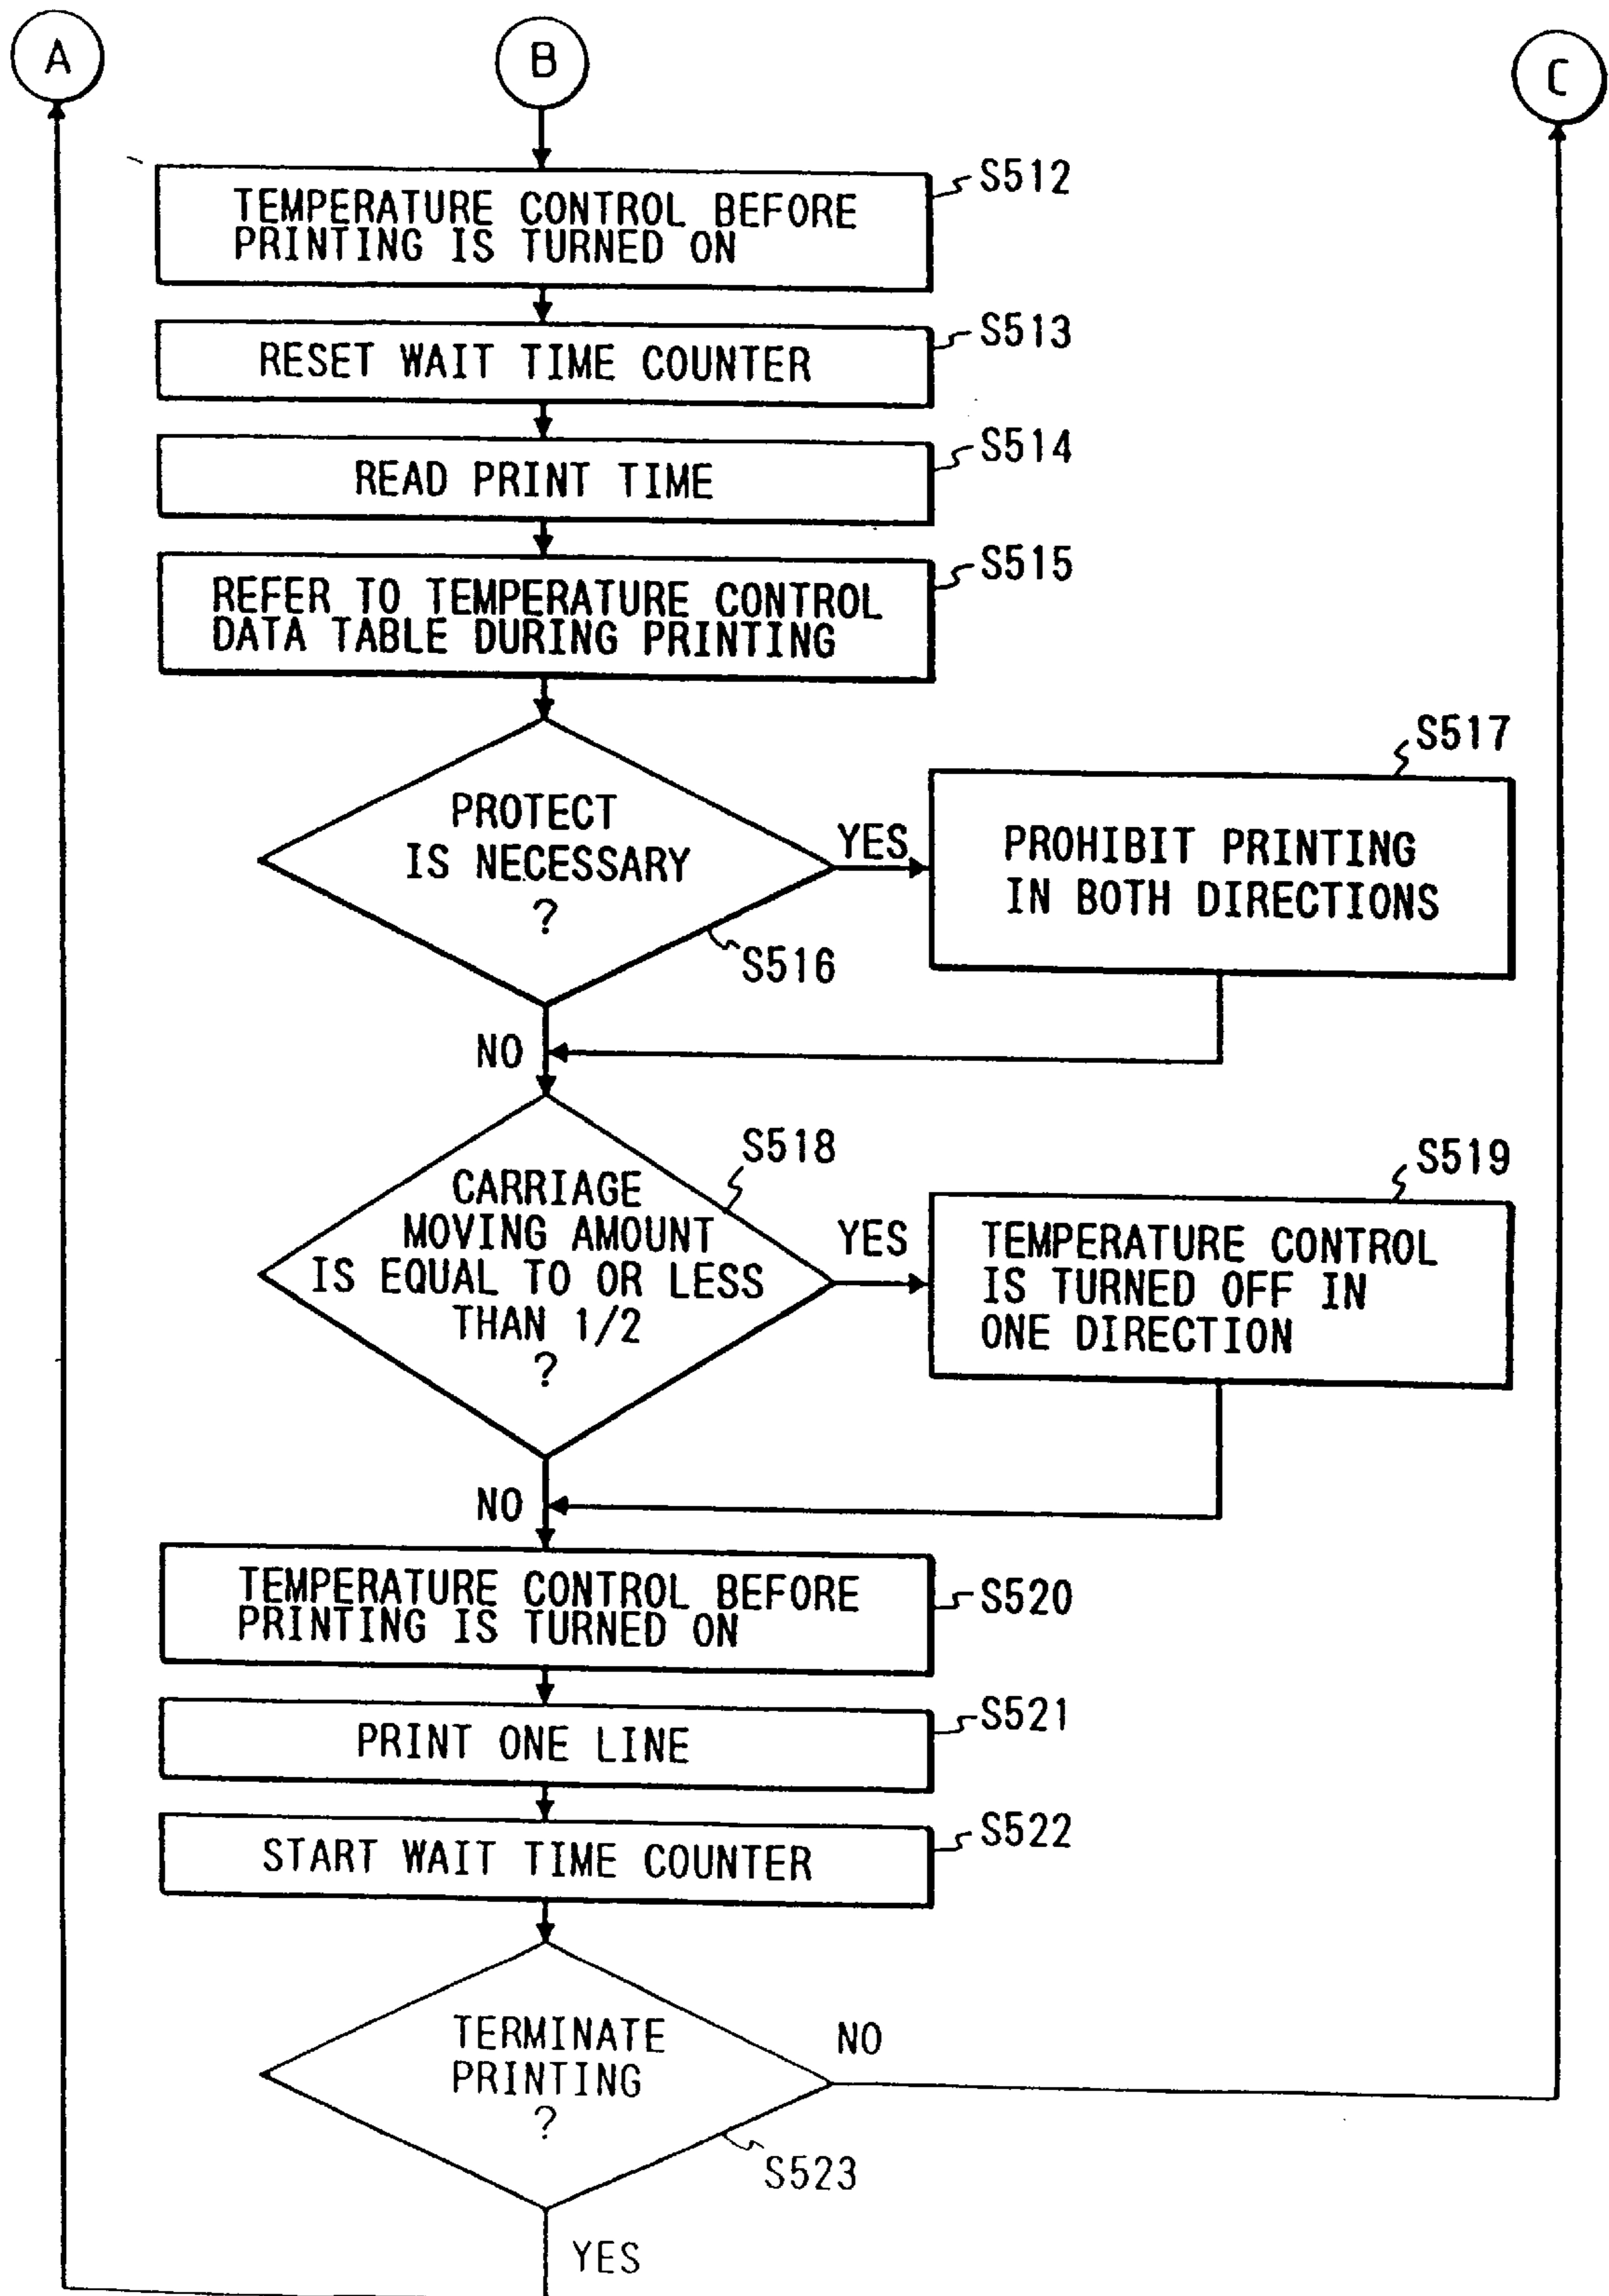 A
B
C
S512
TEMPERATURE CONTROL BEFORE
PRINTING IS TURNED ON
S513
RESET WAIT TIME COUNTER
S514
READ PRINT TIME
S515
REFER TO TEMPERATURE CONTROL
DATA TABLE DURING PRINTING
PROTECT
IS NECESSARY
?
S516
YES
S517
PROHIBIT PRINTING
IN BOTH DIRECTIONS
NO
S518
CARRIAGE
MOVING AMOUNT
IS EQUAL TO OR LESS
THAN 1/2
?
YES
S519
TEMPERATURE CONTROL
IS TURNED OFF IN
ONE DIRECTION
NO
TEMPERATURE CONTROL BEFORE
PRINTING IS TURNED ON
S520
S521
PRINT ONE LINE
S522
START WAIT TIME COUNTER
TERMINATE
PRINTING
?
NO
S523
YES